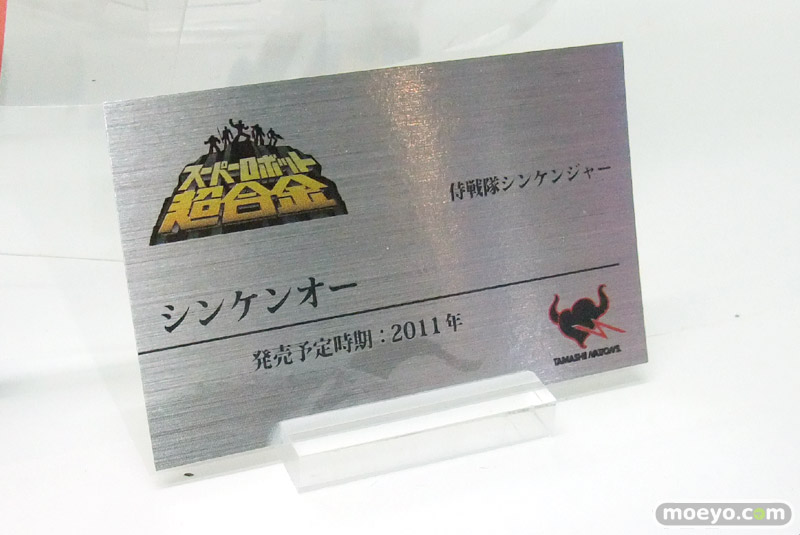 スーパーロボット
超合金
侍戦隊シンケンジャー
シンケンオー
発売予定時期：2011年
TAMASHII NATIONS
moeyo.com